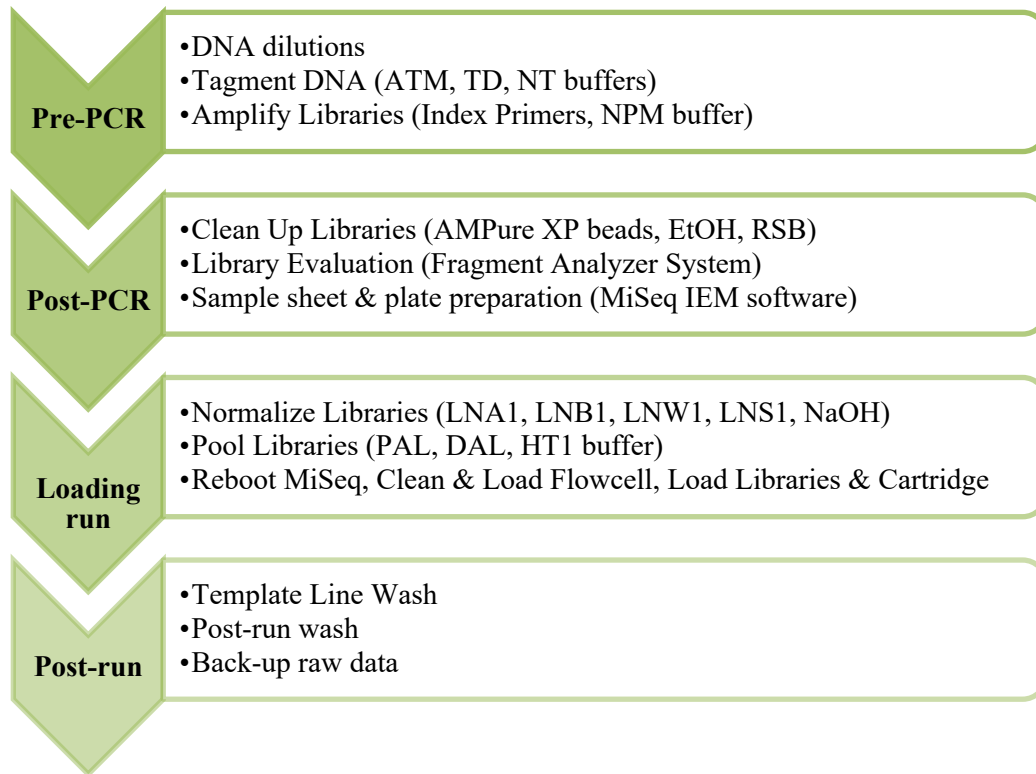 Pre-PCR
•DNA dilutions
•Tagment DNA (ATM, TD, NT buffers)
•Amplify Libraries (Index Primers, NPM buffer)
Post-PCR
•Clean Up Libraries (AMPure XP beads, EtOH, RSB)
•Library Evaluation (Fragment Analyzer System)
•Sample sheet & plate preparation (MiSeq IEM software)
Loading
run
•Normalize Libraries (LNA1, LNB1, LNW1, LNS1, NaOH)
•Pool Libraries (PAL, DAL, HT1 buffer)
•Reboot MiSeq, Clean & Load Flowcell, Load Libraries & Cartridge
Post-run
•Template Line Wash
•Post-run wash
•Back-up raw data